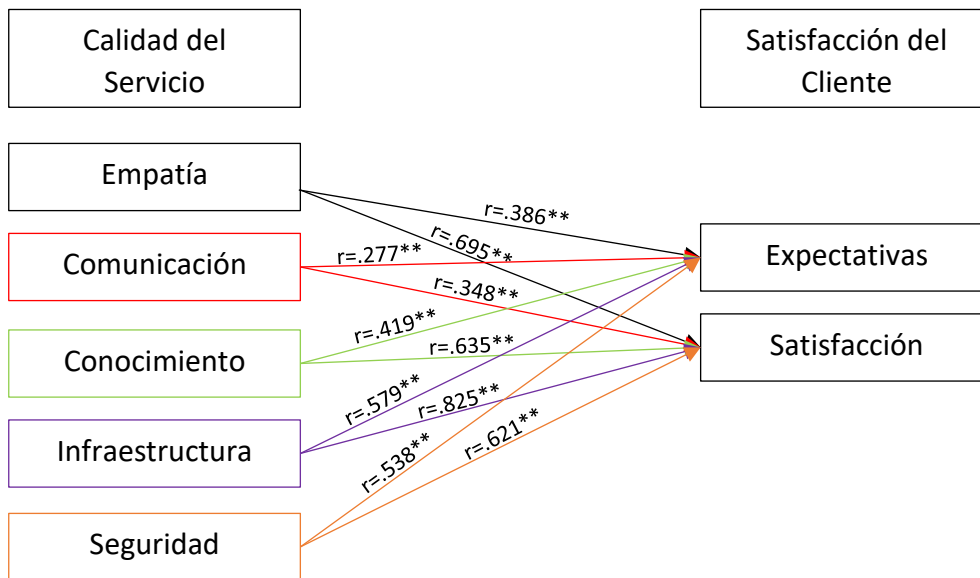 Calidad del
Servicio
Satisfacción del
Cliente
Empatía
r=.386**
r=.695**
Comunicación
r=.277**
Expectativas
r=.348**
Conocimiento
r=.419**
r=.635**
Satisfacción
Infraestructura
r=.579**
r=.825**
r=.538**
r=.621**
Seguridad